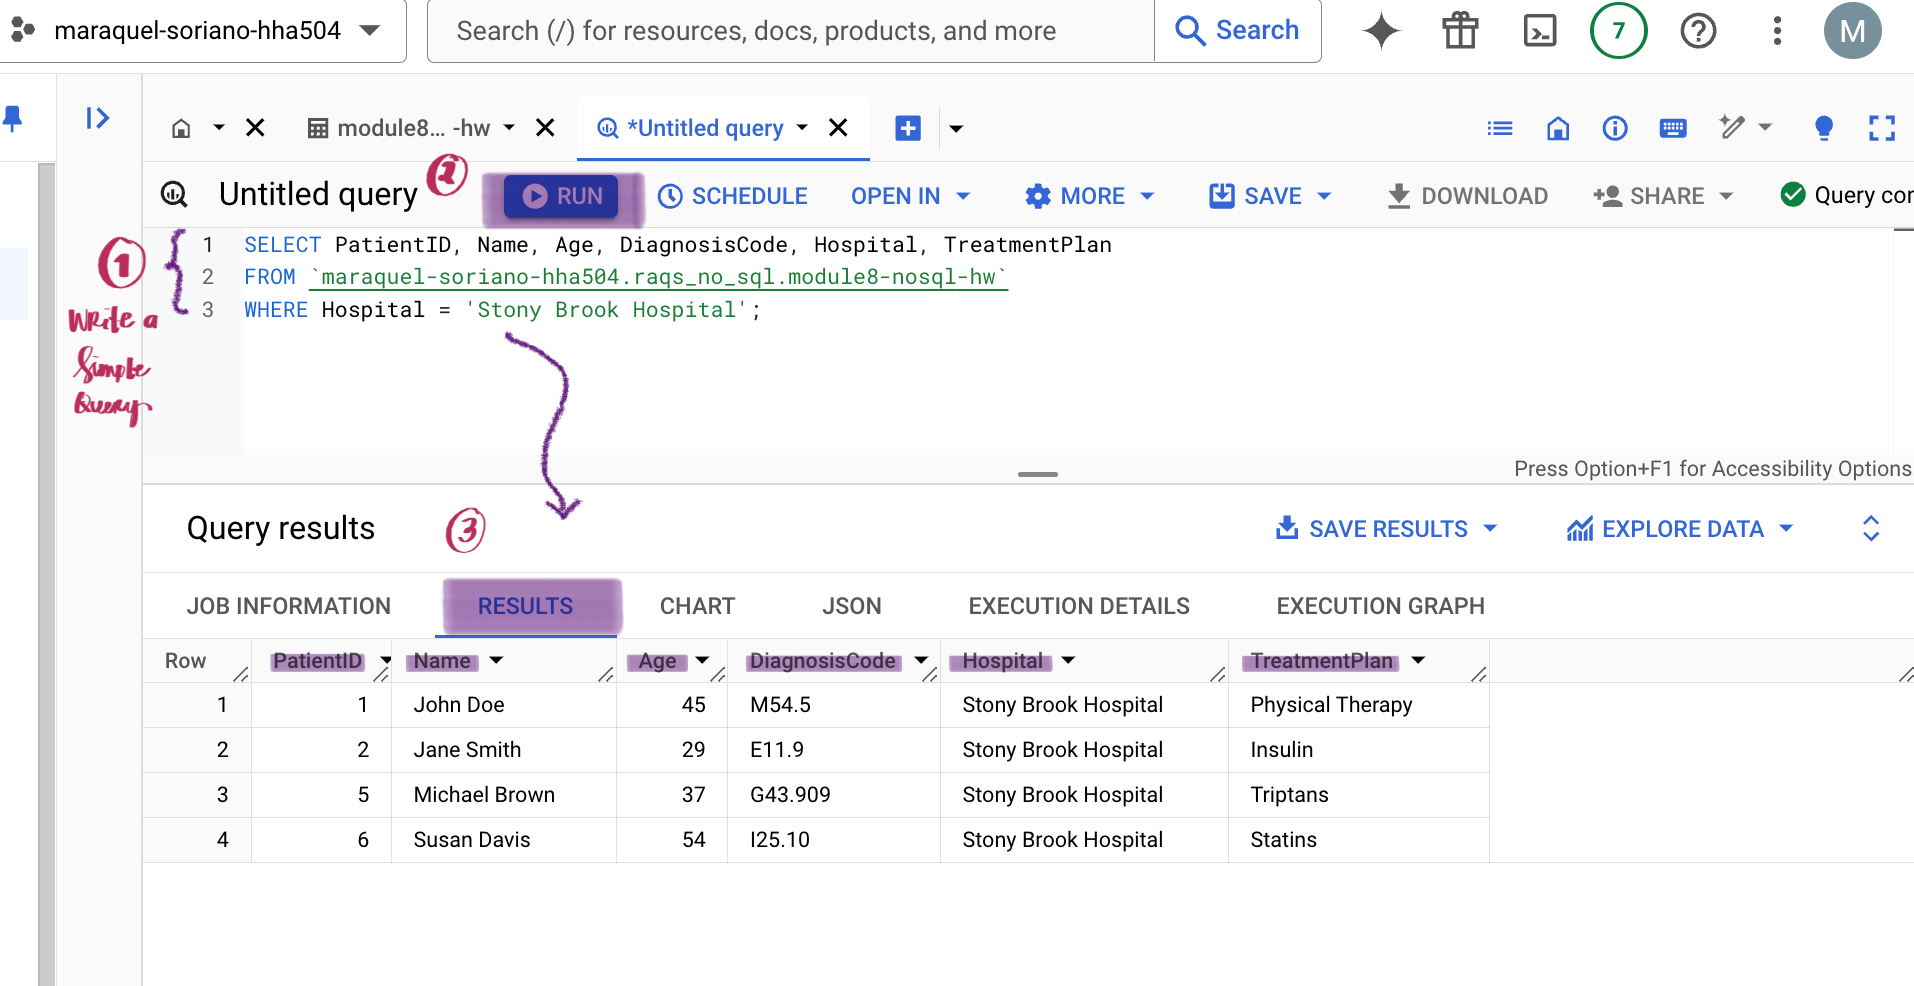 maraquel-soriano-hha504
Search (/) for resources, docs, products, and more
Search
7
M
module8... -hw
*Untitled query
Untitled query
2
RUN
SCHEDULE
OPEN IN
MORE
SAVE
DOWNLOAD
SHARE
Query cor
1
Write a
Simple
Query
1 SELECT PatientID, Name, Age, DiagnosisCode, Hospital, TreatmentPlan
2 FROM `maraquel-soriano-hha504.raqs_no_sql.module8-nosql-hw`
3 WHERE Hospital = 'Stony Brook Hospital';
Press Option+F1 for Accessibility Options
Query results
3
SAVE RESULTS
EXPLORE DATA
JOB INFORMATION RESULTS CHART JSON EXECUTION DETAILS EXECUTION GRAPH
Row PatientID Name Age DiagnosisCode Hospital TreatmentPlan
1 1 John Doe 45 M54.5 Stony Brook Hospital Physical Therapy
2 2 Jane Smith 29 E11.9 Stony Brook Hospital Insulin
3 5 Michael Brown 37 G43.909 Stony Brook Hospital Triptans
4 6 Susan Davis 54 I25.10 Stony Brook Hospital Statins